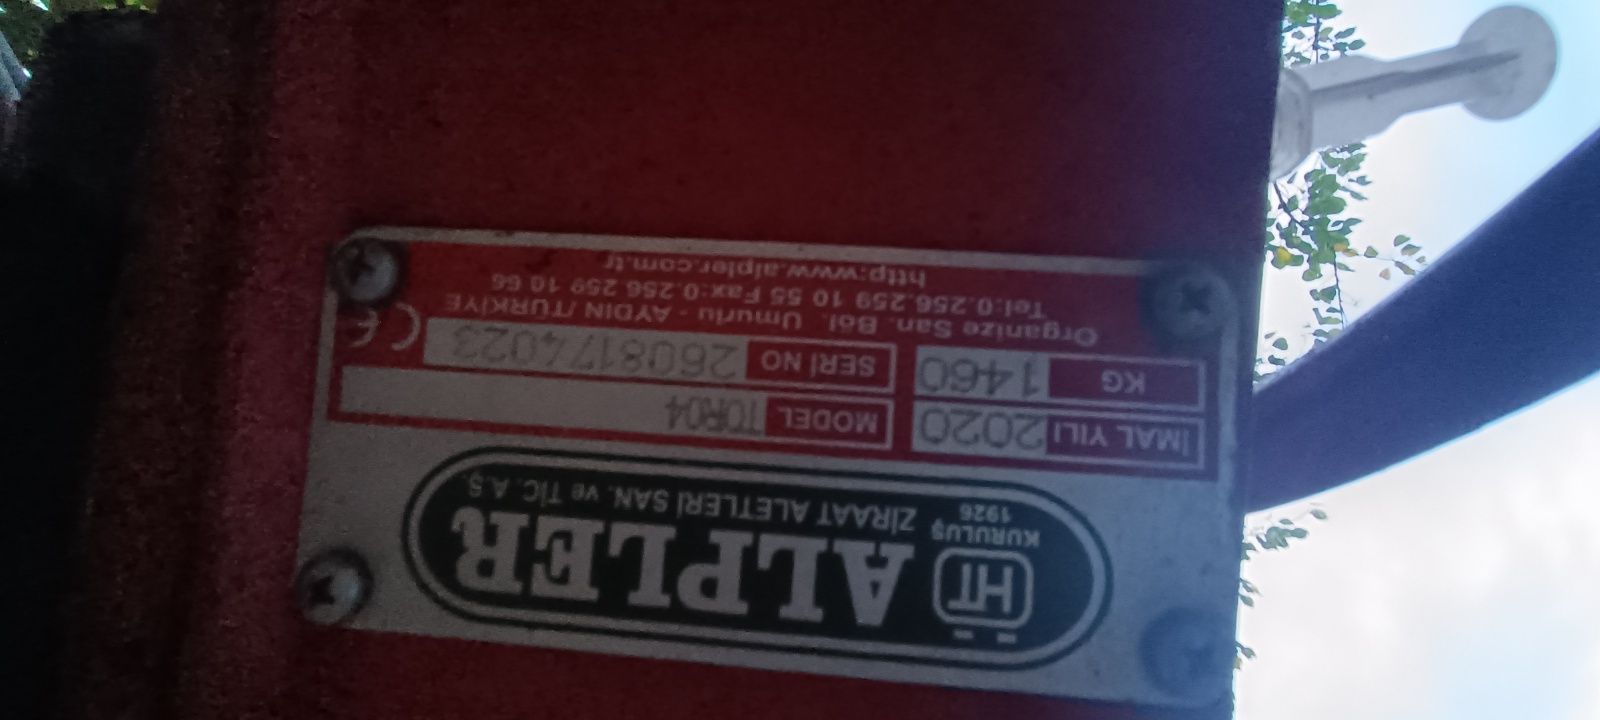 HT
KURULUŞ
1926
ALPLER
ZİRAAT ALETLERİ SAN. ve TİC. A.Ş.
İMAL YILI 2020 MODEL TOR04
KG 1460 SERİ NO 2608174023
Organize San. Böl. Umurlu - AYDIN /TÜRKİYE
Tel:0.256.259 10 55 Fax:0.256 259 10 66
http:www.alpler.com.tr
CE